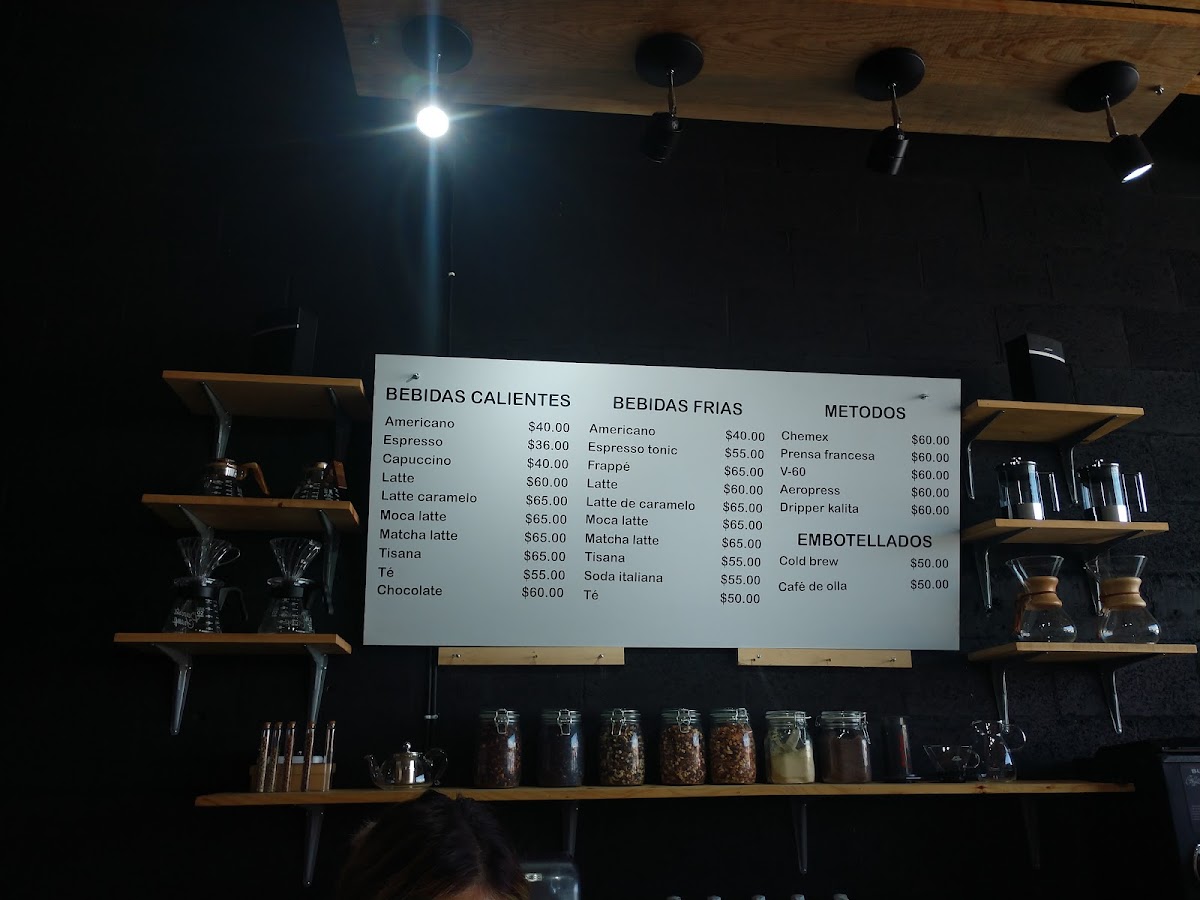 BEBIDAS CALIENTES
Americano $40.00
Espresso $36.00
Capuccino $40.00
Latte $60.00
Latte caramelo $65.00
Moca latte $65.00
Matcha latte $65.00
Tisana $65.00
Té $55.00
Chocolate $60.00
BEBIDAS FRIAS
Americano $40.00
Espresso tonic $55.00
Frappé $65.00
Latte $60.00
Latte de caramelo $65.00
Moca latte $65.00
Matcha latte $65.00
Tisana $55.00
Soda italiana $55.00
Té $50.00
METODOS
Chemex $60.00
Prensa francesa $60.00
V-60 $60.00
Aeropress $60.00
Dripper kalita $60.00
EMBOTELLADOS
Cold brew $50.00
Café de olla $50.00